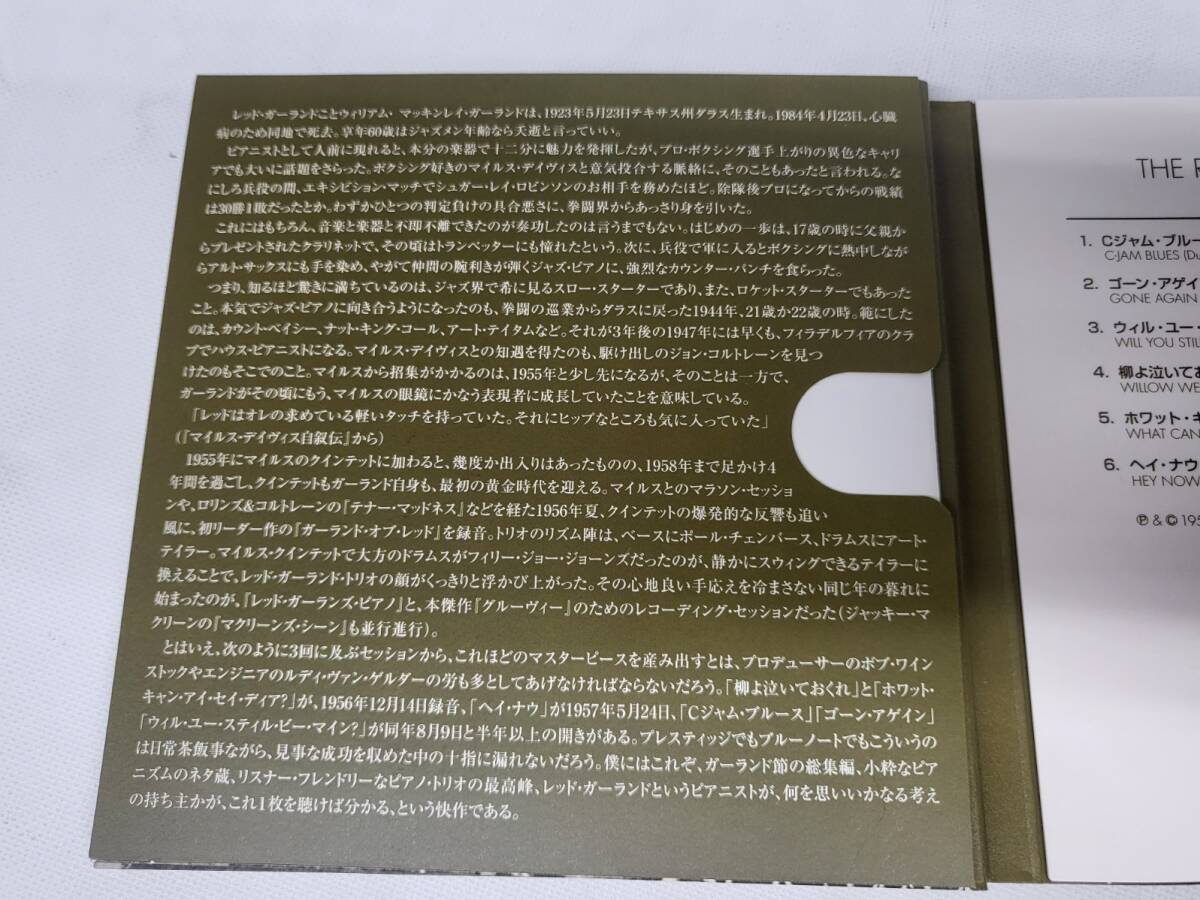 レッド・ガーランドことウィリアム・マッキンレイ・ガーランドは、1923年5月23日テキサス州ダラス生まれ。1984年4月23日、心臓
病のため同地で死去。享年60歳はジャズメン年齢なら夭逝と言っていい。
ピアニストとして人前に現れると、本分の楽器で十二分に魅力を発揮したが、プロ・ボクシング選手上がりの異色なキャリ
アでも大いに話題をさらった。ボクシング好きのマイルス・デイヴィスと意気投合する脈絡に、そのこともあったと言われる。な
にしろ兵役の間、エキシビション・マッチでシュガー・レイ・ロビンソンのお相手を務めたほど。除隊後プロになってからの戦績
は30勝1敗だったとか。わずかひとつの判定負けの具合悪さに、拳闘界からあっさり身を引いた。
これにはもちろん、音楽と楽器と不即不離できたのが奏功したのは言うまでもない。はじめの一歩は、17歳の時に父親か
らプレゼントされたクラリネットで、その頃はトランペッターにも憧れたという。次に、兵役で軍に入るとボクシングに熱中しなが
らアルト・サックスにも手を染め、やがて仲間の腕利きが弾くジャズ・ピアノに、強烈なカウンター・パンチを食らった。
つまり、知るほど驚きに満ちているのは、ジャズ界で希に見るスロー・スターターであり、また、ロケット・スターターでもあった
こと。本気でジャズ・ピアノに向き合うようになったのも、拳闘の巡業からダラスに戻った1944年、21歳か22歳の時。範にした
のは、カウント・ベイシー、ナット・キング・コール、アート・テイタムなど。それが3年後の1947年には早くも、フィラデルフィアのクラ
ブでハウス・ピアニストになる。マイルス・デイヴィスとの知遇を得たのも、駆け出しのジョン・コルトレーンを見つ
けたのもそこでのこと。マイルスから招集がかかるのは、1955年と少し先になるが、そのことは一方で、
ガーランドがその頃にもう、マイルスの眼鏡にかなう表現者に成長していたことを意味している。
「レッドはオレの求めている軽いタッチを持っていた。それにヒップなところも気に入っていた」
(『マイルス・デイヴィス自叙伝』から)
1955年にマイルスのクインテットに加わると、幾度か出入りはあったものの、1958年まで足かけ4
年間を過ごし、クインテットもガーランド自身も、最初の黄金時代を迎える。マイルスとのマラソン・セッショ
ンや、ロリンズ&コルトレーンの『テナー・マッドネス』などを経た1956年夏、クインテットの爆発的な反響も追い
風に、初リーダー作の『ガーランド・オブ・レッド』を録音。トリオのリズム陣は、ベースにポール・チェンバース、ドラムスにアート・
テイラー。マイルス・クインテットで大方のドラムスがフィリー・ジョー・ジョーンズだったのが、静かにスウィングできるテイラーに
換えることで、レッド・ガーランド・トリオの顔がくっきりと浮かび上がった。その心地良い手応えを冷まさない同じ年の暮れに
始まったのが、『レッド・ガーランズ・ピアノ』と、本傑作『グルーヴィー』のためのレコーディング・セッションだった(ジャッキー・マ
クリーンの『マクリーンズ・シーン』も並行進行)。
とはいえ、次のように3回に及ぶセッションから、これほどのマスターピースを産み出すとは、プロデューサーのボブ・ワイン
ストックやエンジニアのルディ・ヴァン・ゲルダーの労も多としてあげなければならないだろう。「柳よ泣いておくれ」と「ホワット・
キャン・アイ・セイ・ディア?」が、1956年12月14日録音、「ヘイ・ナウ」が1957年5月24日、「Cジャム・ブルース」「ゴーン・アゲイン」
「ウィル・ユー・スティル・ビー・マイン?」が同年8月9日と半年以上の開きがある。プレスティッジでもブルーノートでもこういうの
は日常茶飯事ながら、見事な成功を収めた中の十指に漏れないだろう。僕にはこれぞ、ガーランド節の総集編、小粋なピア
ニズムのネタ蔵、リスナー・フレンドリーなピアノ・トリオの最高峰、レッド・ガーランドというピアニストが、何を思いいかなる考え
の持ち主かが、これ1枚を聴けば分かる、という快作である。
THE R
1. Cジャム・ブルー
C-JAM BLUES (Du
2. ゴーン・アゲイ
GONE AGAIN
3. ウィル・ユー・
WILL YOU STIL
4. 柳よ泣いてお
WILLOW WE
5. ホワット・キ
WHAT CAN
6. ヘイ・ナウ
HEY NOW
Ⓟ & © 195